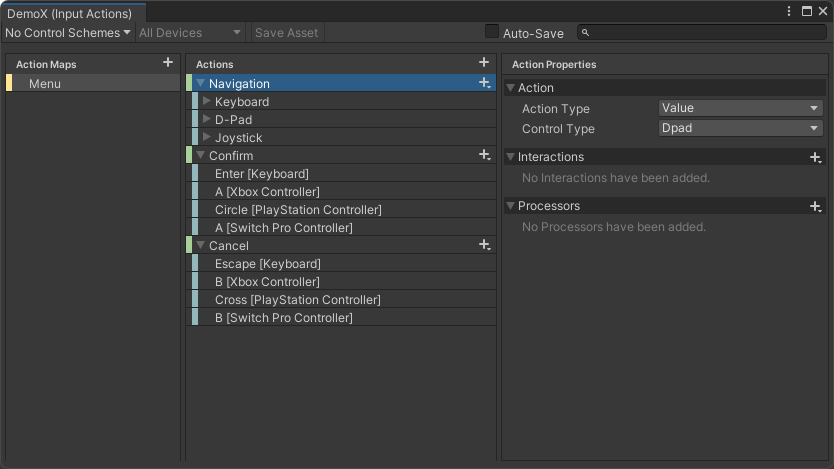 DemoX (Input Actions)
No Control Schemes All Devices Save Asset Auto-Save
Action Maps
Menu
Actions
Navigation
Keyboard
D-Pad
Joystick
Confirm
Enter [Keyboard]
A [Xbox Controller]
Circle [PlayStation Controller]
A [Switch Pro Controller]
Cancel
Escape [Keyboard]
B [Xbox Controller]
Cross [PlayStation Controller]
B [Switch Pro Controller]
Action Properties
Action
Action Type Value
Control Type Dpad
Interactions
No Interactions have been added.
Processors
No Processors have been added.